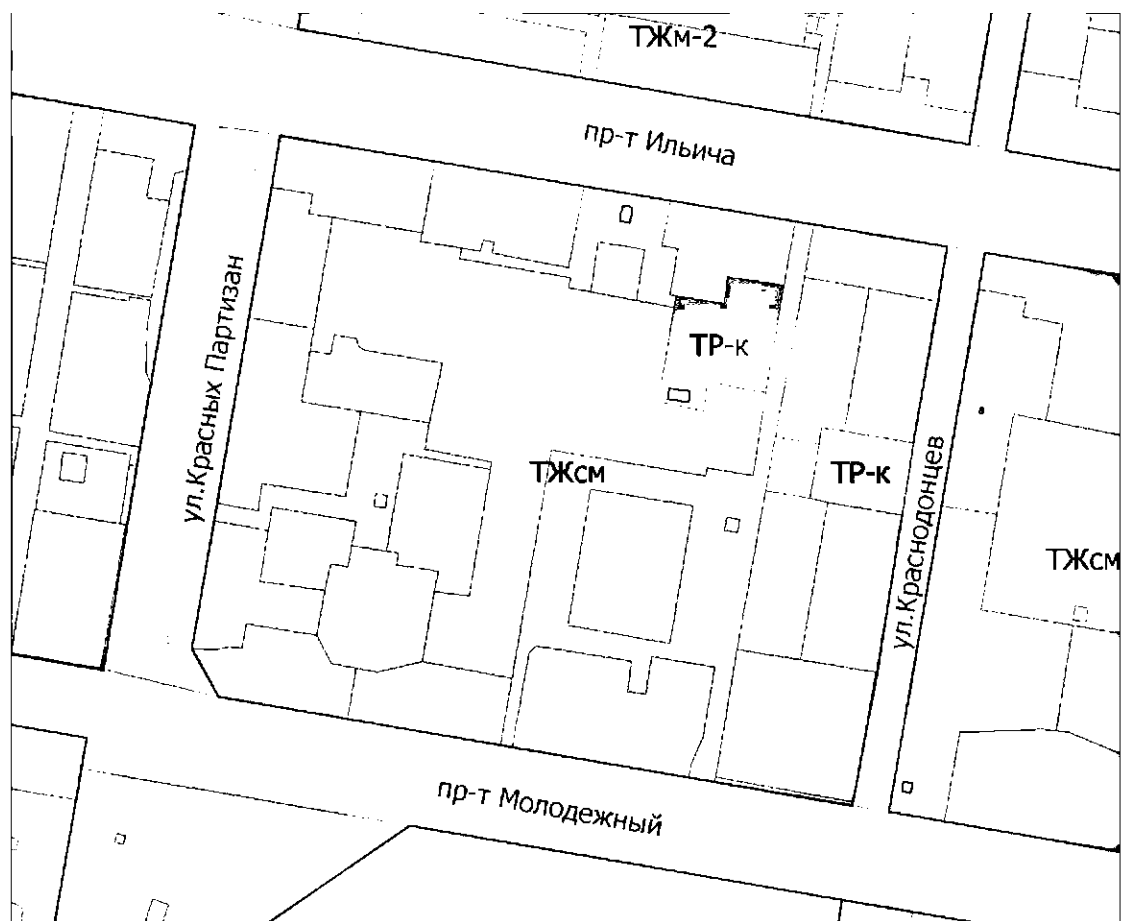 ТЖм-2
пр-т Ильича
ул.Красных Партизан
ТР-к
ТЖсм
ТР-к
ул.Краснодонцев
ТЖсм
пр-т Молодежный